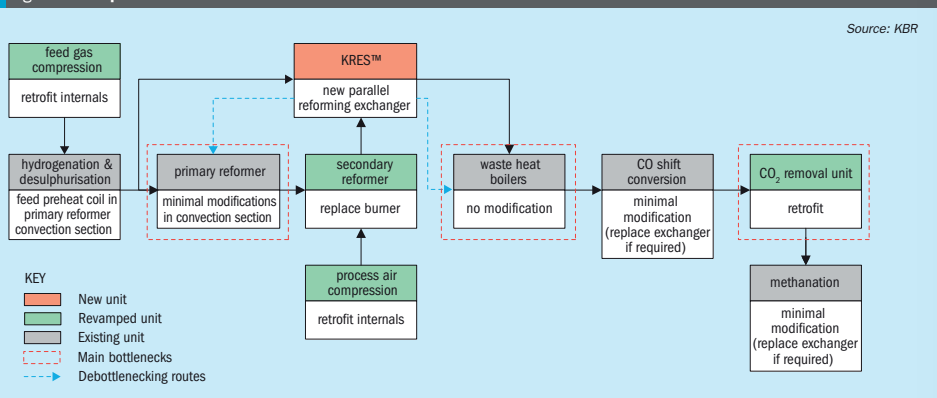 Source: KBR
feed gas
compression
retrofit internals
KRES™
new parallel
reforming exchanger
hydrogenation &
desulphurisation
feed preheat coil in
primary reformer
convection section
primary reformer
minimal modifications
in convection section
secondary
reformer
replace burner
waste heat
boilers
no modification
CO shift
conversion
minimal
modification
(replace exchanger
if required)
CO₂ removal unit
retrofit
process air
compression
retrofit internals
methanation
minimal
modification
(replace exchanger
if required)
KEY
New unit
Revamped unit
Existing unit
Main bottlenecks
Debottlenecking routes